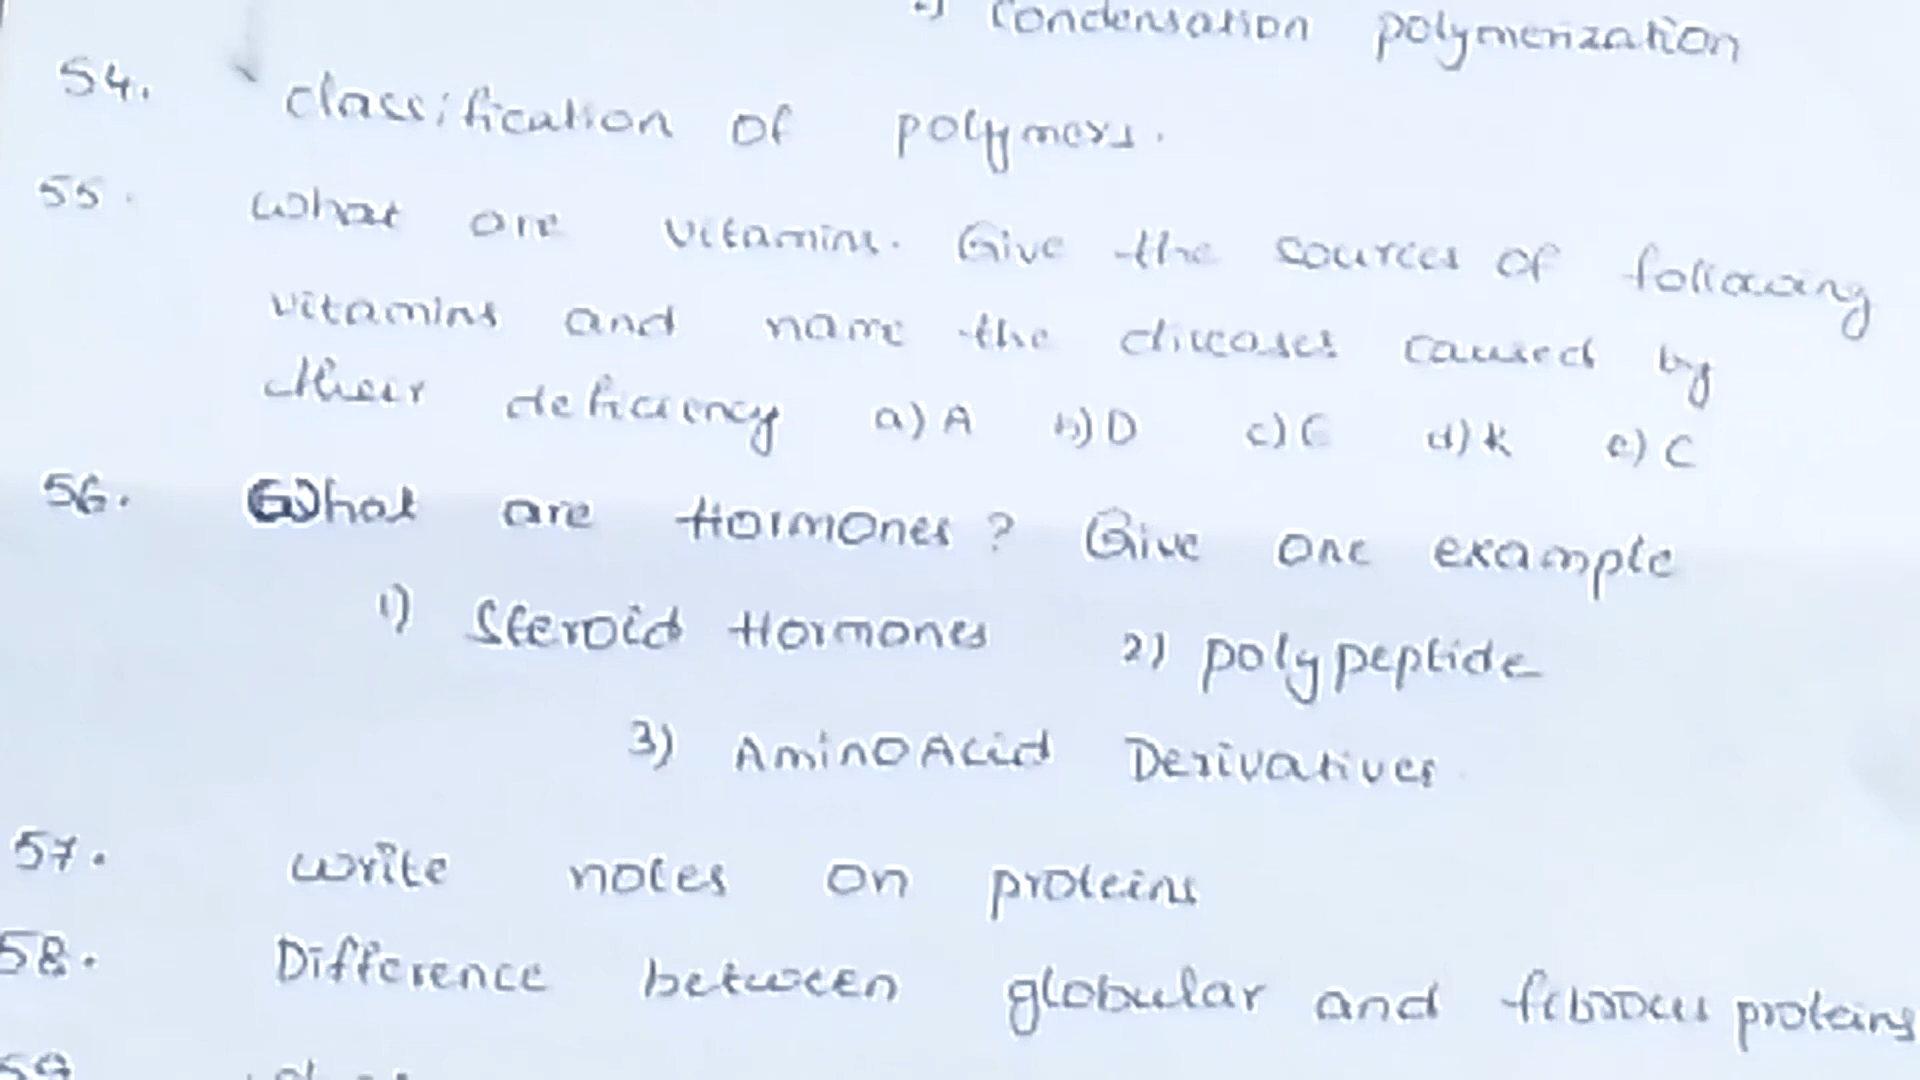 Condensation polymerization
54. classification of polymers.
55. what are vitamins. Give the sources of following
vitamins and name the diseases caused by
their deficiency a) A b) D c) E d) K e) C
56. What are Hormones? Give one example
1) Steroid Hormones 2) polypeptide
3) Amino Acid Derivatives
57. write notes on proteins
58. Difference between globular and fibrous proteins
59